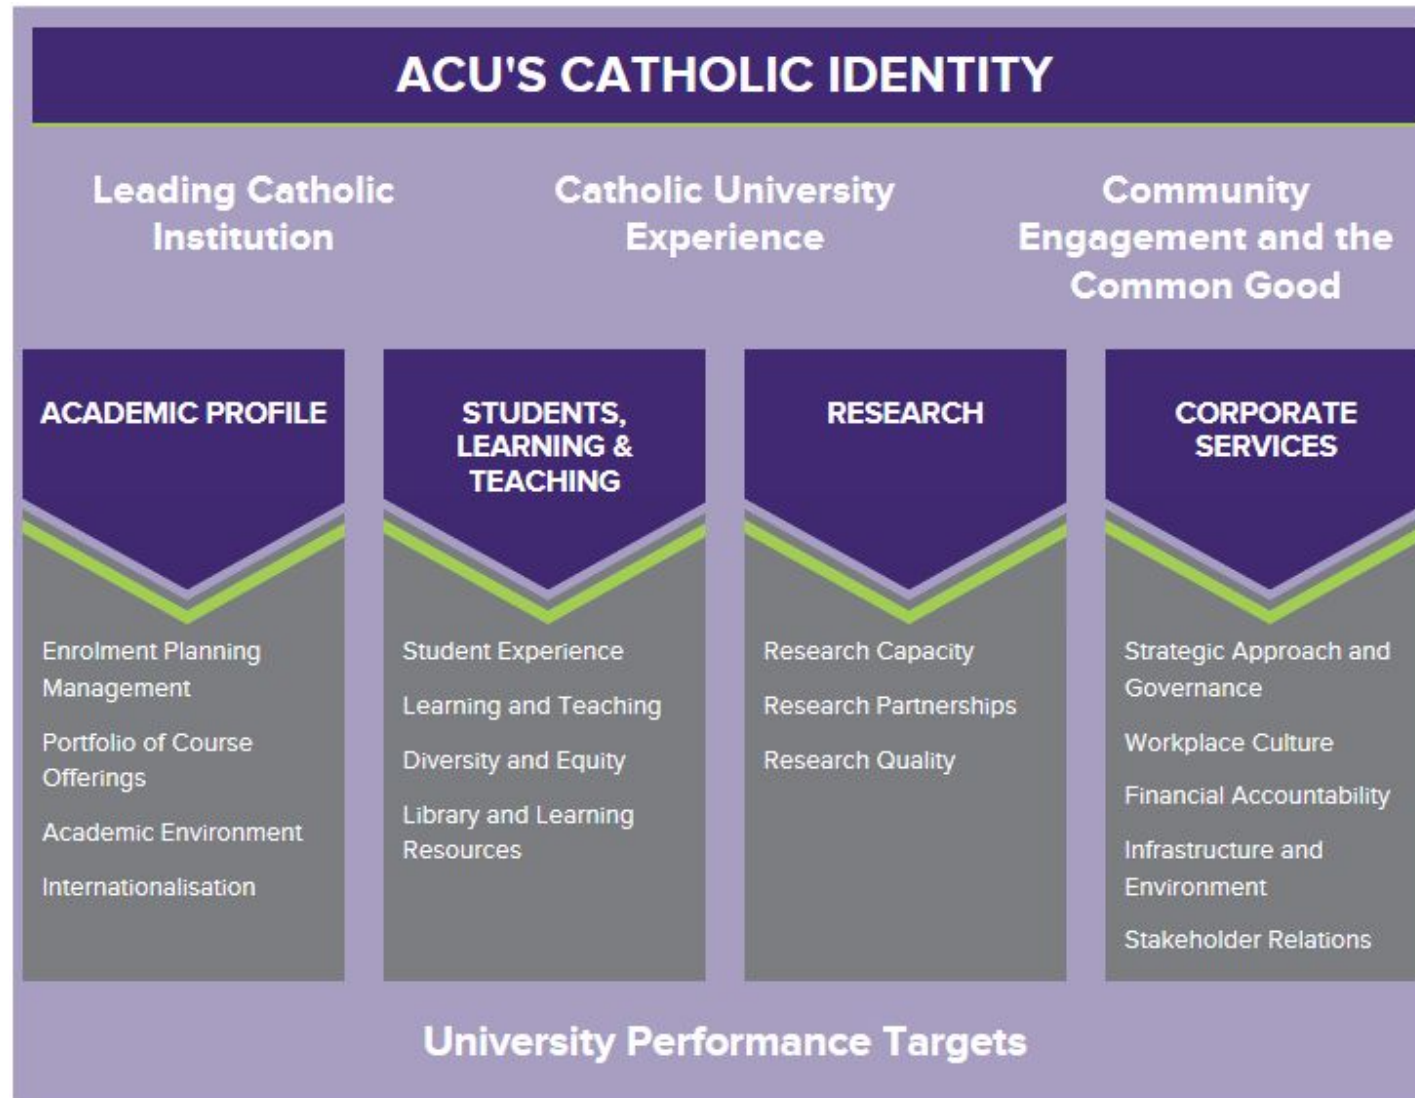 ACU'S CATHOLIC IDENTITY
Leading Catholic
Institution
Catholic University
Experience
Community
Engagement and the
Common Good
ACADEMIC PROFILE
Enrolment Planning
Management
Portfolio of Course
Offerings
Academic Environment
Internationalisation
STUDENTS,
LEARNING &
TEACHING
Student Experience
Learning and Teaching
Diversity and Equity
Library and Learning
Resources
RESEARCH
Research Capacity
Research Partnerships
Research Quality
CORPORATE
SERVICES
Strategic Approach and
Governance
Workplace Culture
Financial Accountability
Infrastructure and
Environment
Stakeholder Relations
University Performance Targets